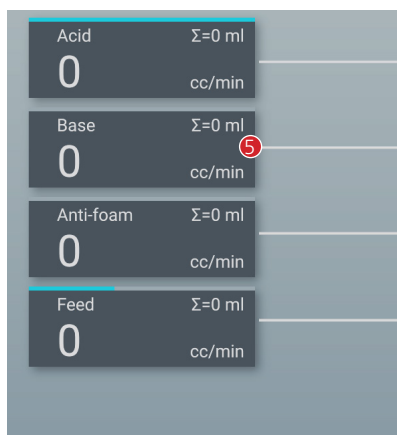 Acid Σ=0 ml
0 cc/min
Base Σ=0 ml
5
0 cc/min
Anti-foam Σ=0 ml
0 cc/min
Feed Σ=0 ml
0 cc/min